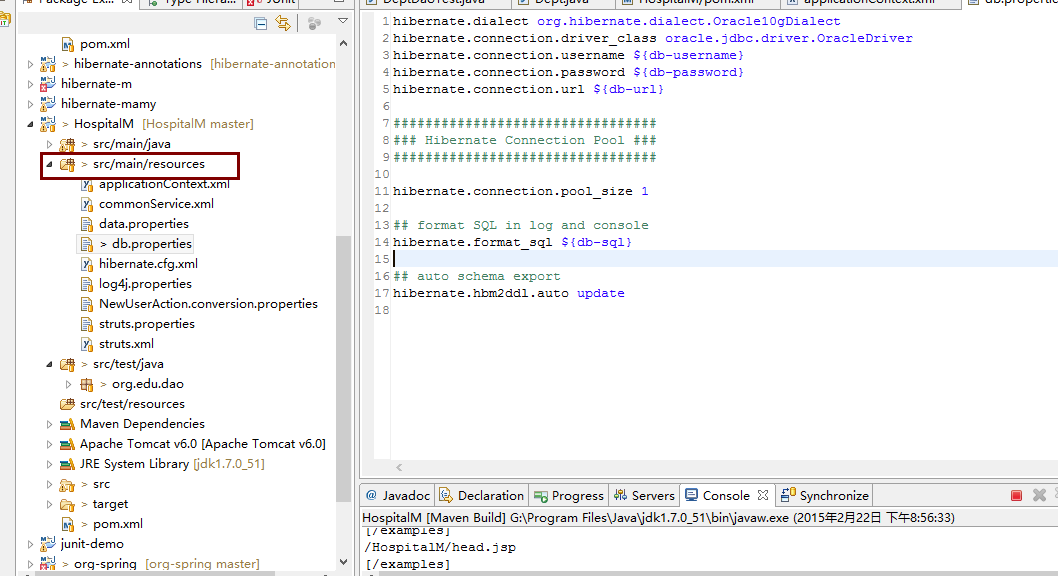 Package Ex
Type Hierar...
JUnit
pom.xml
> hibernate-annotations [hibernate-annotation
hibernate-m
hibernate-mamy
> HospitalM [HospitalM master]
> src/main/java
> src/main/resources
applicationContext.xml
commonService.xml
data.properties
> db.properties
hibernate.cfg.xml
log4j.properties
NewUserAction.conversion.properties
struts.properties
struts.xml
> src/test/java
> org.edu.dao
src/test/resources
Maven Dependencies
Apache Tomcat v6.0 [Apache Tomcat v6.0]
JRE System Library [jdk1.7.0_51]
> src
> target
> pom.xml
junit-demo
> org-spring [org-spring master]
DeptDaoTest.java
Dept.java
HospitalM/pom.xml
applicationContext.xml
db.properties
1 hibernate.dialect org.hibernate.dialect.Oracle10gDialect
2 hibernate.connection.driver_class oracle.jdbc.driver.OracleDriver
3 hibernate.connection.username ${db-username}
4 hibernate.connection.password ${db-password}
5 hibernate.connection.url ${db-url}
6
7 #################################
8 ### Hibernate Connection Pool ###
9 #################################
10
11 hibernate.connection.pool_size 1
12
13 ## format SQL in log and console
14 hibernate.format_sql ${db-sql}
15
16 ## auto schema export
17 hibernate.hbm2ddl.auto update
18
@ Javadoc
Declaration
Progress
Servers
Console
Synchronize
HospitalM [Maven Build] G:\Program Files\Java\jdk1.7.0_51\bin\javaw.exe (2015年2月22日 下午8:56:33)
[/examples]
/HospitalM/head.jsp
[/examples]